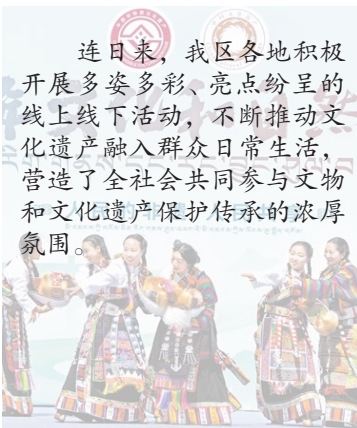 连日来，我区各地积极
开展多姿多彩、亮点纷呈的
线上线下活动，不断推动文
化遗产融入群众日常生活，
营造了全社会共同参与文物
和文化遗产保护传承的浓厚
氛围。